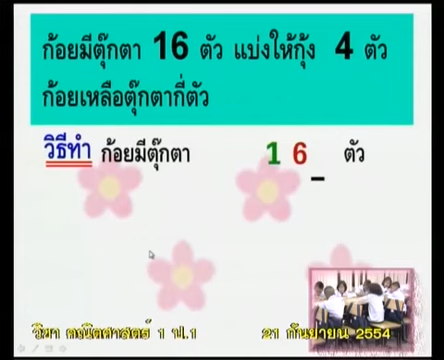 ก้อยมีตุ๊กตา 16 ตัว แบ่งให้กุ้ง 4 ตัว
ก้อยเหลือตุ๊กตากี่ตัว
วิธีทำ ก้อยมีตุ๊กตา 1 6 ตัว
-
วิชา คณิตศาสตร์ 1 ป.1 21 กันยายน 2554